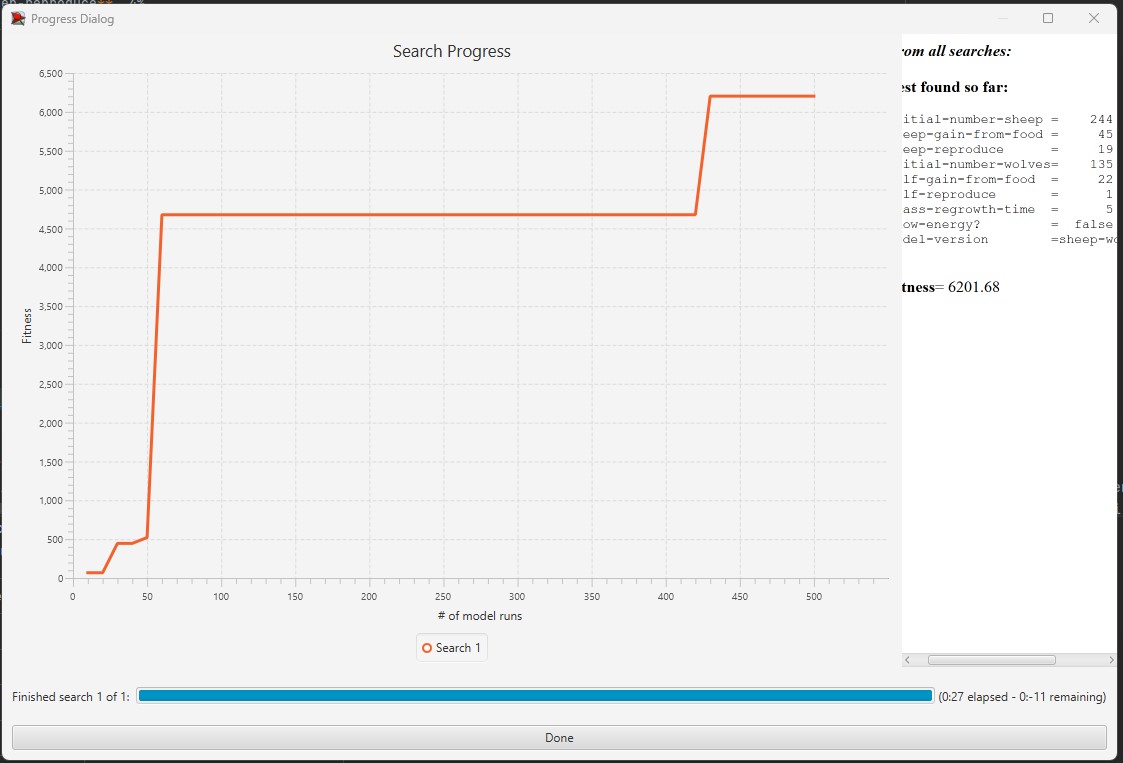 Progress Dialog
Search Progress
6,500
6,000
5,500
5,000
4,500
4,000
3,500
3,000
2,500
2,000
1,500
1,000
500
0
Fitness
0 50 100 150 200 250 300 350 400 450 500
# of model runs
Search 1
rom all searches:
est found so far:
itial-number-sheep = 244
eep-gain-from-food = 45
eep-reproduce = 19
itial-number-wolves= 135
lf-gain-from-food = 22
lf-reproduce = 1
ass-regrowth-time = 5
ow-energy? = false
del-version =sheep-wo
tness= 6201.68
Finished search 1 of 1:
(0:27 elapsed - 0:-11 remaining)
Done